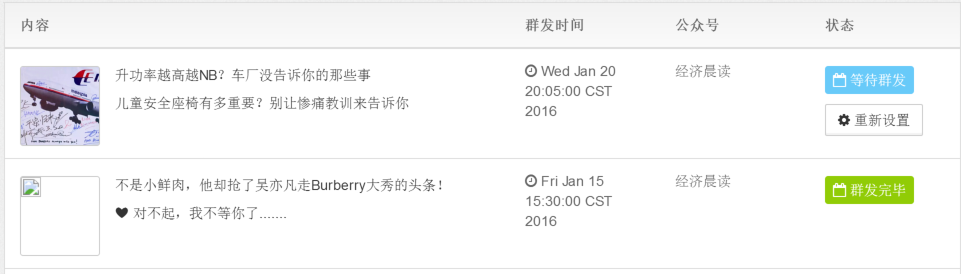 内容 群发时间 公众号 状态
升功率越高越NB？车厂没告诉你的那些事
儿童安全座椅有多重要？别让惨痛教训来告诉你
Wed Jan 20
20:05:00 CST
2016
经济晨读
等待群发
重新设置
不是小鲜肉，他却抢了吴亦凡走Burberry大秀的头条！
♥ 对不起，我不等你了.......
Fri Jan 15
15:30:00 CST
2016
经济晨读
群发完毕